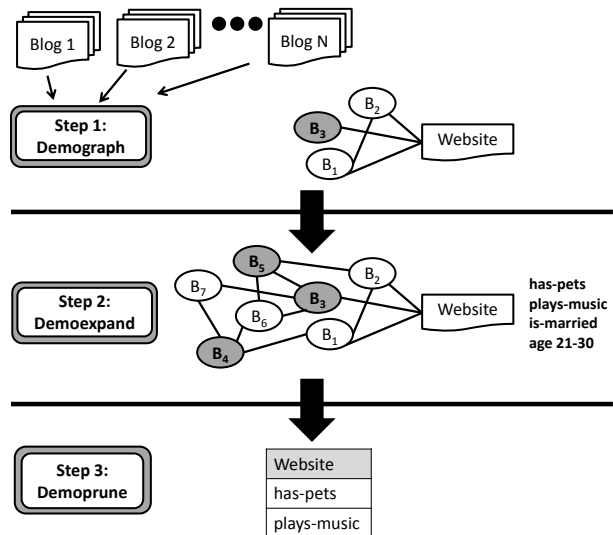 Blog 1
Blog 2
Blog N
Step 1:
Demograph
B2
B3
B1
Website
Step 2:
Demoexpand
B5
B2
B7
B3
B6
B1
B4
Website
has-pets
plays-music
is-married
age 21-30
Step 3:
Demoprune
Website
has-pets
plays-music